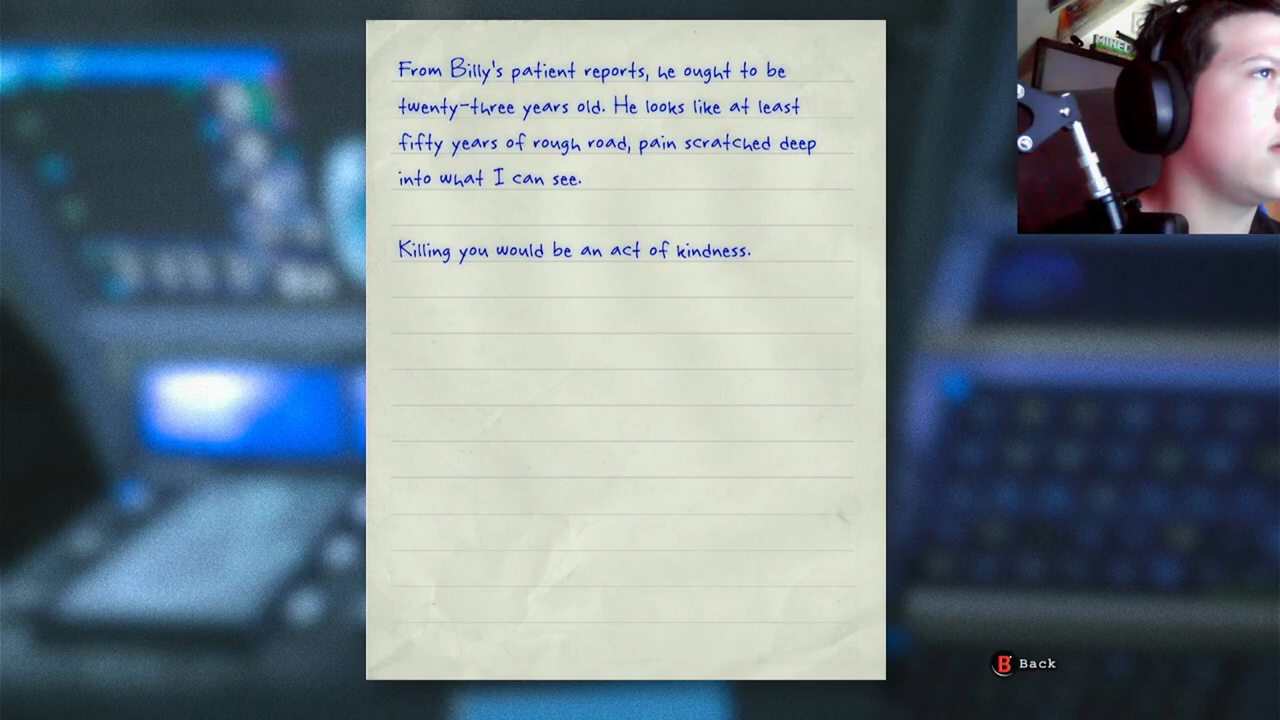 From Billy's patient reports, he ought to be
twenty-three years old. He looks like at least
fifty years of rough road, pain scratched deep
into what I can see.
Killing you would be an act of kindness.
B Back